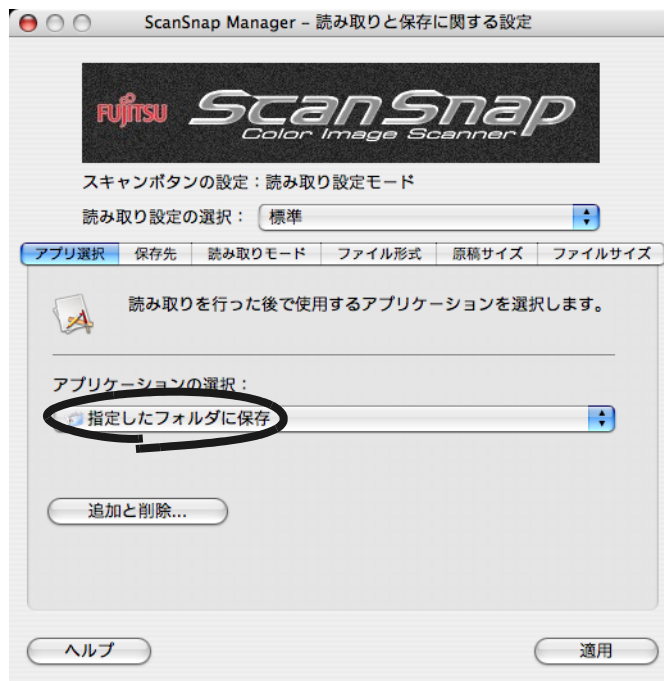 ScanSnap Manager – 読み取りと保存に関する設定
FUJITSU ScanSnap
Color Image Scanner
スキャンボタンの設定：読み取り設定モード
読み取り設定の選択： 標準
アプリ選択 保存先 読み取りモード ファイル形式 原稿サイズ ファイルサイズ
読み取りを行った後で使用するアプリケーションを選択します。
アプリケーションの選択：
指定したフォルダに保存
追加と削除...
ヘルプ 適用